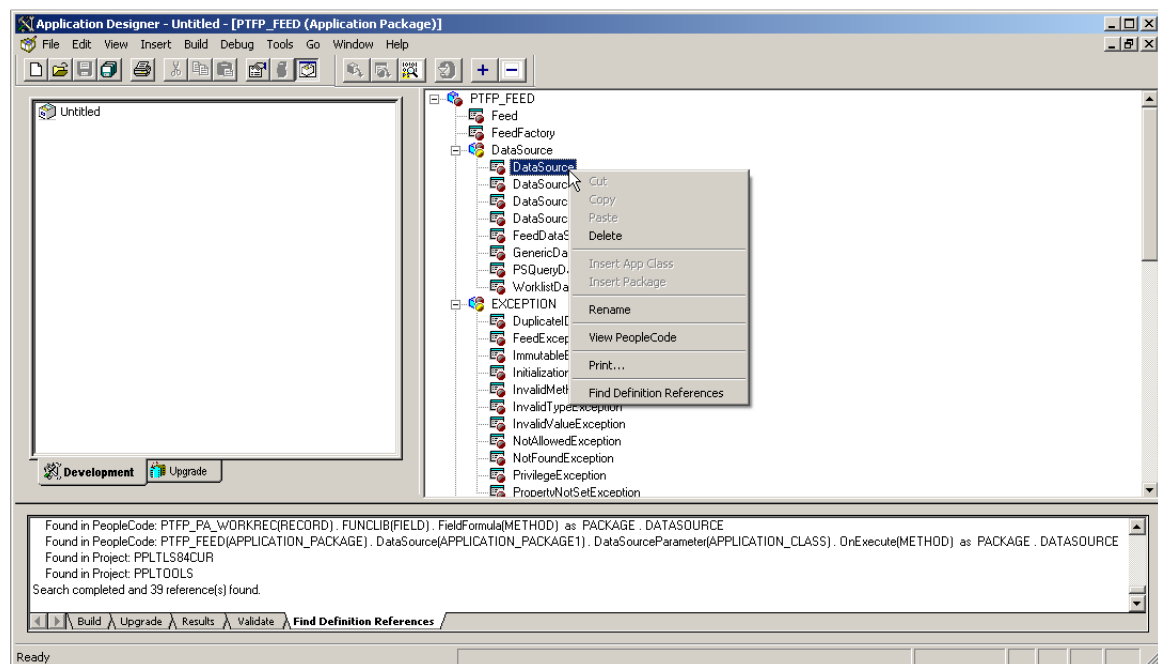 Application Designer - Untitled - [PTFP_FEED (Application Package)]
File Edit View Insert Build Debug Tools Go Window Help
Untitled
PTFP_FEED
Feed
FeedFactory
DataSource
DataSource
DataSourc
DataSourc
DataSourc
FeedDataS
GenericDa
PSQueryDa
WorklistDa
EXCEPTION
DuplicateID
FeedExcep
ImmutableE
Initialization
InvalidMeth
InvalidTypeException
InvalidValueException
NotAllowedException
NotFoundException
PrivilegeException
PropertyNotSetException
Cut
Copy
Paste
Delete
Insert App Class
Insert Package
Rename
View PeopleCode
Print...
Find Definition References
Development Upgrade
Found in PeopleCode: PTFP_PA_WORKREC(RECORD) . FUNCLIB(FIELD) . FieldFormula(METHOD) as PACKAGE . DATASOURCE
Found in PeopleCode: PTFP_FEED(APPLICATION_PACKAGE) . DataSource(APPLICATION_PACKAGE1) . DataSourceParameter(APPLICATION_CLASS) . OnExecute(METHOD) as PACKAGE . DATASOURCE
Found in Project: PPLTLS84CUR
Found in Project: PPLTOOLS
Search completed and 39 reference(s) found.
Build Upgrade Results Validate Find Definition References
Ready